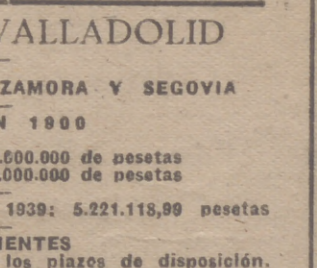 VALLADOLID
ZAMORA Y SEGOVIA
N 1900
.000.000 de pesetas
.000.000 de pesetas
1939: 5.221.118,99 pesetas
IENTES
los plazos de disposición.